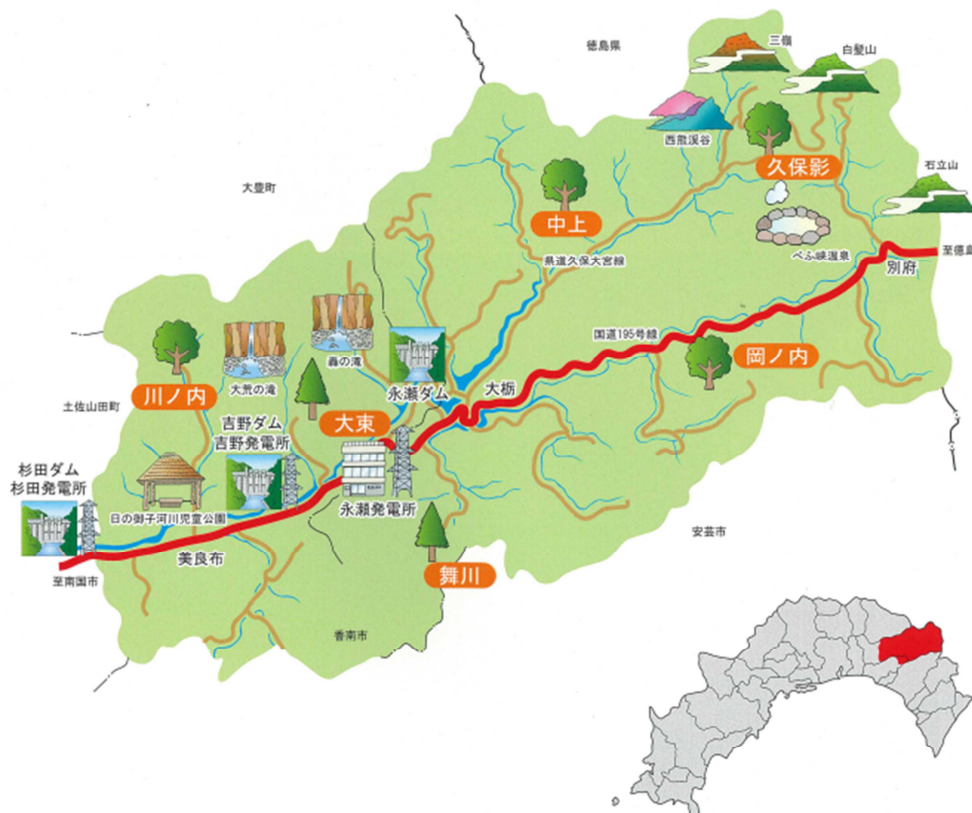 徳島県
三嶺
白髪山
西熊渓谷
久保影
石立山
大豊町
中上
べふ峡温泉
至徳島
別府
県道久保大宮線
国道195号線
岡ノ内
轟の滝
大荒の滝
永瀬ダム
大栃
川ノ内
土佐山田町
吉野ダム
吉野発電所
大東
杉田ダム
杉田発電所
日の御子河川児童公園
永瀬発電所
美良布
至南国市
舞川
安芸市
香南市